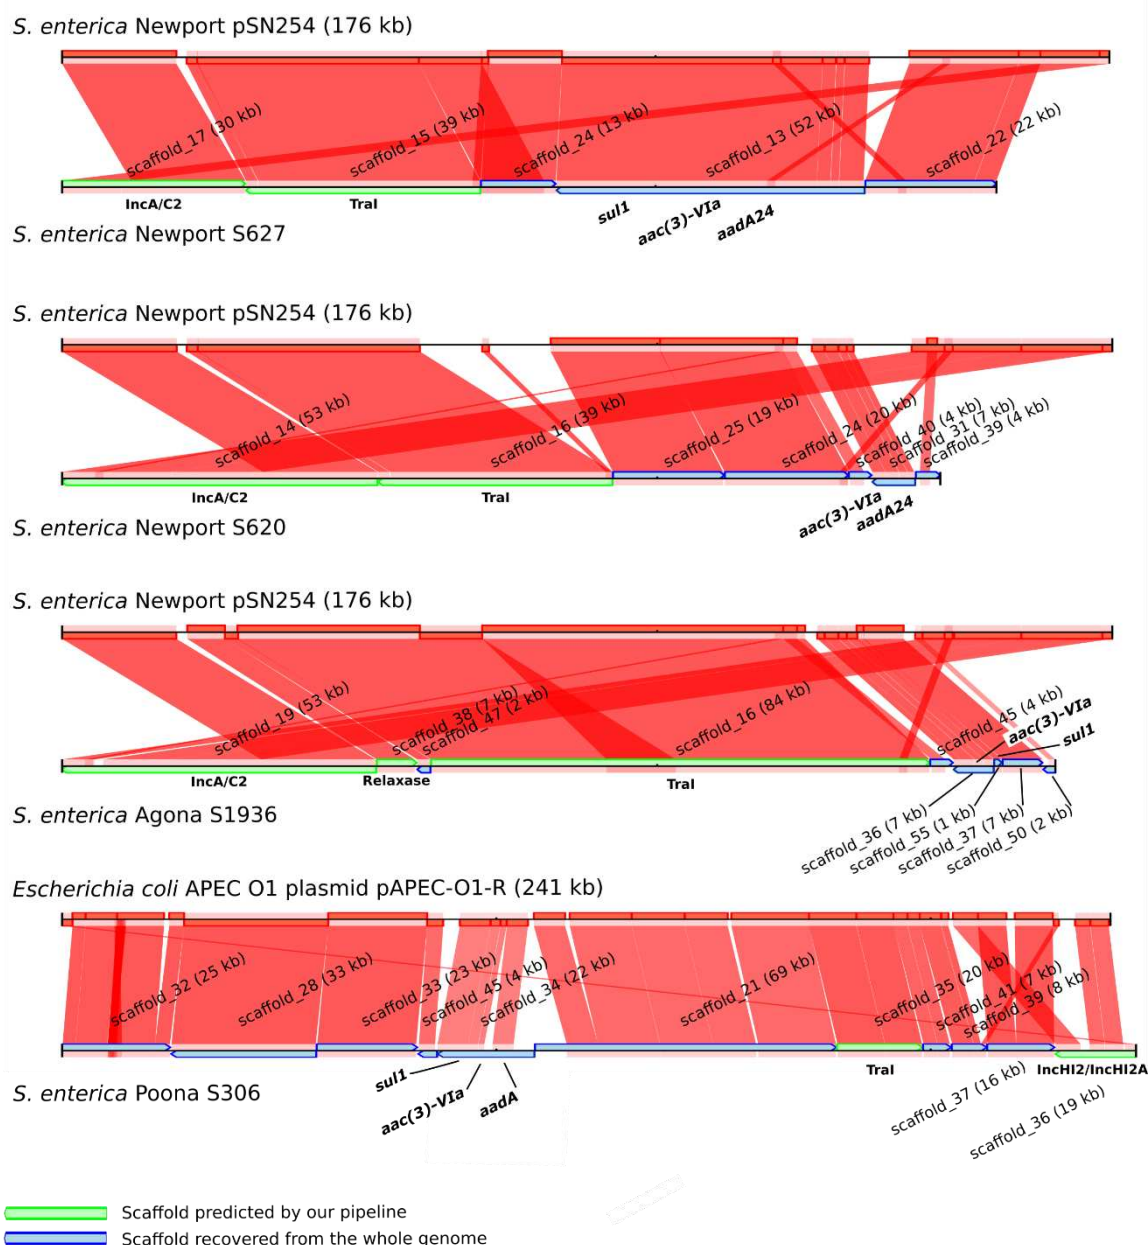 S. enterica Newport pSN254 (176 kb)
scaffold_17 (30 kb)
scaffold_15 (39 kb)
scaffold_24 (13 kb)
scaffold_13 (52 kb)
scaffold_22 (22 kb)
IncA/C2
TraI
sul1
aac(3)-VIa
aadA24
S. enterica Newport S627
S. enterica Newport pSN254 (176 kb)
scaffold_14 (53 kb)
scaffold_16 (39 kb)
scaffold_25 (19 kb)
scaffold_24 (20 kb)
scaffold_40 (4 kb)
scaffold_31 (7 kb)
scaffold_39 (4 kb)
IncA/C2
TraI
aac(3)-VIa
aadA24
S. enterica Newport S620
S. enterica Newport pSN254 (176 kb)
scaffold_19 (53 kb)
scaffold_38 (7 kb)
scaffold_47 (2 kb)
scaffold_16 (84 kb)
scaffold_45 (4 kb)
aac(3)-VIa
sul1
IncA/C2
Relaxase
TraI
scaffold_36 (7 kb)
scaffold_55 (1 kb)
scaffold_37 (7 kb)
scaffold_50 (2 kb)
S. enterica Agona S1936
Escherichia coli APEC O1 plasmid pAPEC-O1-R (241 kb)
scaffold_32 (25 kb)
scaffold_28 (33 kb)
scaffold_33 (23 kb)
scaffold_45 (4 kb)
scaffold_34 (22 kb)
scaffold_21 (69 kb)
scaffold_35 (20 kb)
scaffold_41 (7 kb)
scaffold_39 (8 kb)
sul1
aac(3)-VIa
aadA
TraI
IncHI2/IncHI2A
scaffold_37 (16 kb)
scaffold_36 (19 kb)
S. enterica Poona S306
Scaffold predicted by our pipeline
Scaffold recovered from the whole genome